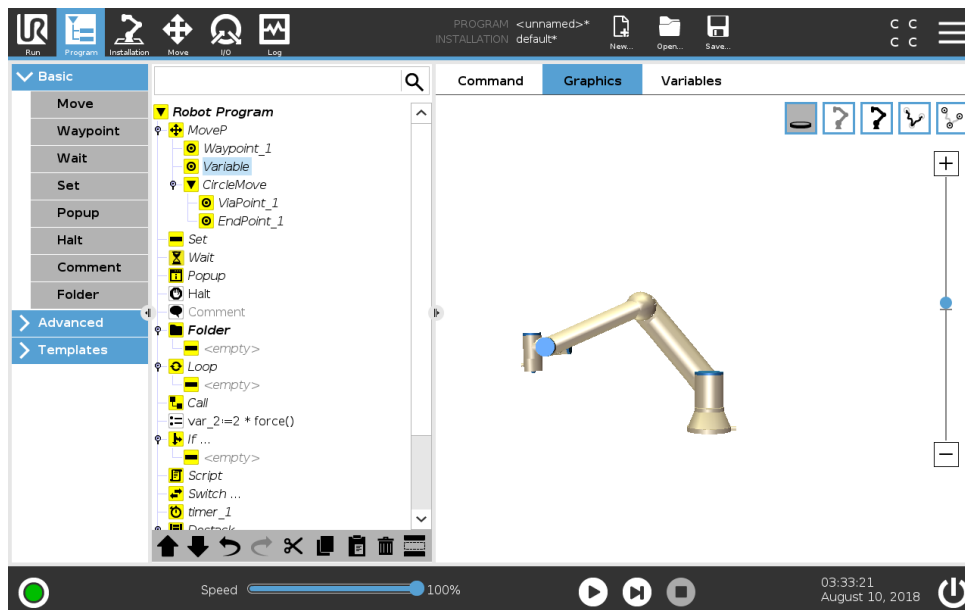 PROGRAM <unnamed>*
INSTALLATION default*
UR
Run
Program
Installation
Move
I/O
Log
New...
Open...
Save...
C C
C C
Basic
Move
Waypoint
Wait
Set
Popup
Halt
Comment
Folder
Advanced
Templates
Robot Program
MoveP
Waypoint_1
Variable
CircleMove
ViaPoint_1
EndPoint_1
Set
Wait
Popup
Halt
Comment
Folder
<empty>
Loop
<empty>
Call
var_2:=2 * force()
If ...
<empty>
Script
Switch ...
timer_1
Destack
Command
Graphics
Variables
Speed
100%
03:33:21
August 10, 2018